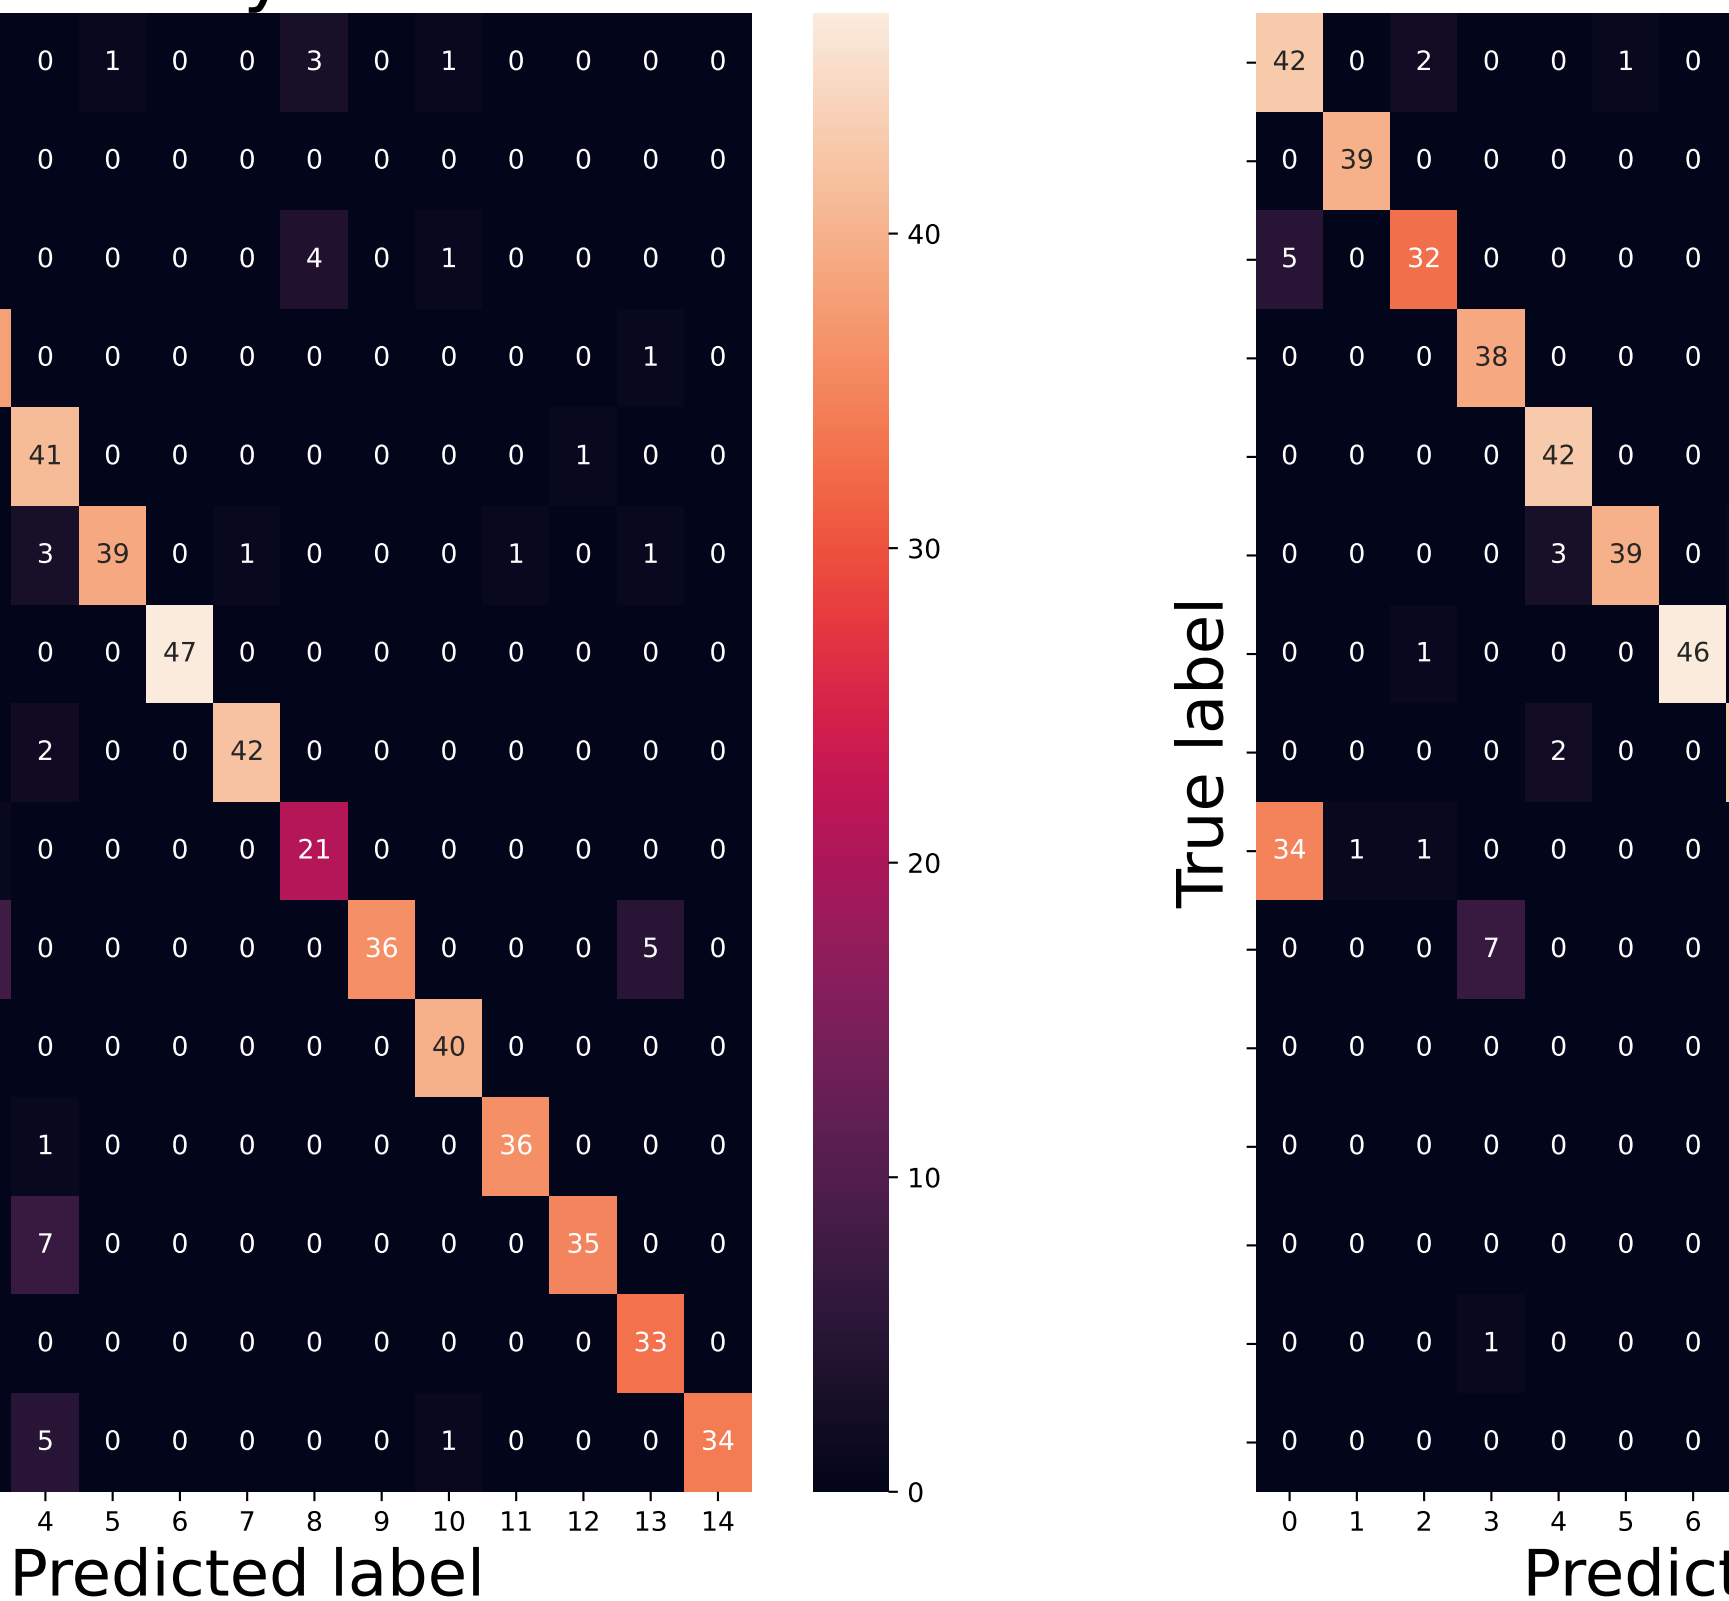 0 1 0 0 3 0 1 0 0 0 0
0 0 0 0 0 0 0 0 0 0 0
0 0 0 0 4 0 1 0 0 0 0
0 0 0 0 0 0 0 0 0 1 0
41 0 0 0 0 0 0 0 1 0 0
3 39 0 1 0 0 0 1 0 1 0
0 0 47 0 0 0 0 0 0 0 0
2 0 0 42 0 0 0 0 0 0 0
0 0 0 0 21 0 0 0 0 0 0
0 0 0 0 0 36 0 0 0 5 0
0 0 0 0 0 0 40 0 0 0 0
1 0 0 0 0 0 0 36 0 0 0
7 0 0 0 0 0 0 0 35 0 0
0 0 0 0 0 0 0 0 0 33 0
5 0 0 0 0 0 1 0 0 0 34
4 5 6 7 8 9 10 11 12 13 14
Predicted label
40
30
20
10
0
True label
42 0 2 0 0 1 0
0 39 0 0 0 0 0
5 0 32 0 0 0 0
0 0 0 38 0 0 0
0 0 0 0 42 0 0
0 0 0 0 3 39 0
0 0 1 0 0 0 46
0 0 0 0 2 0 0
34 1 1 0 0 0 0
0 0 0 7 0 0 0
0 0 0 0 0 0 0
0 0 0 0 0 0 0
0 0 0 0 0 0 0
0 0 0 1 0 0 0
0 0 0 0 0 0 0
0 1 2 3 4 5 6